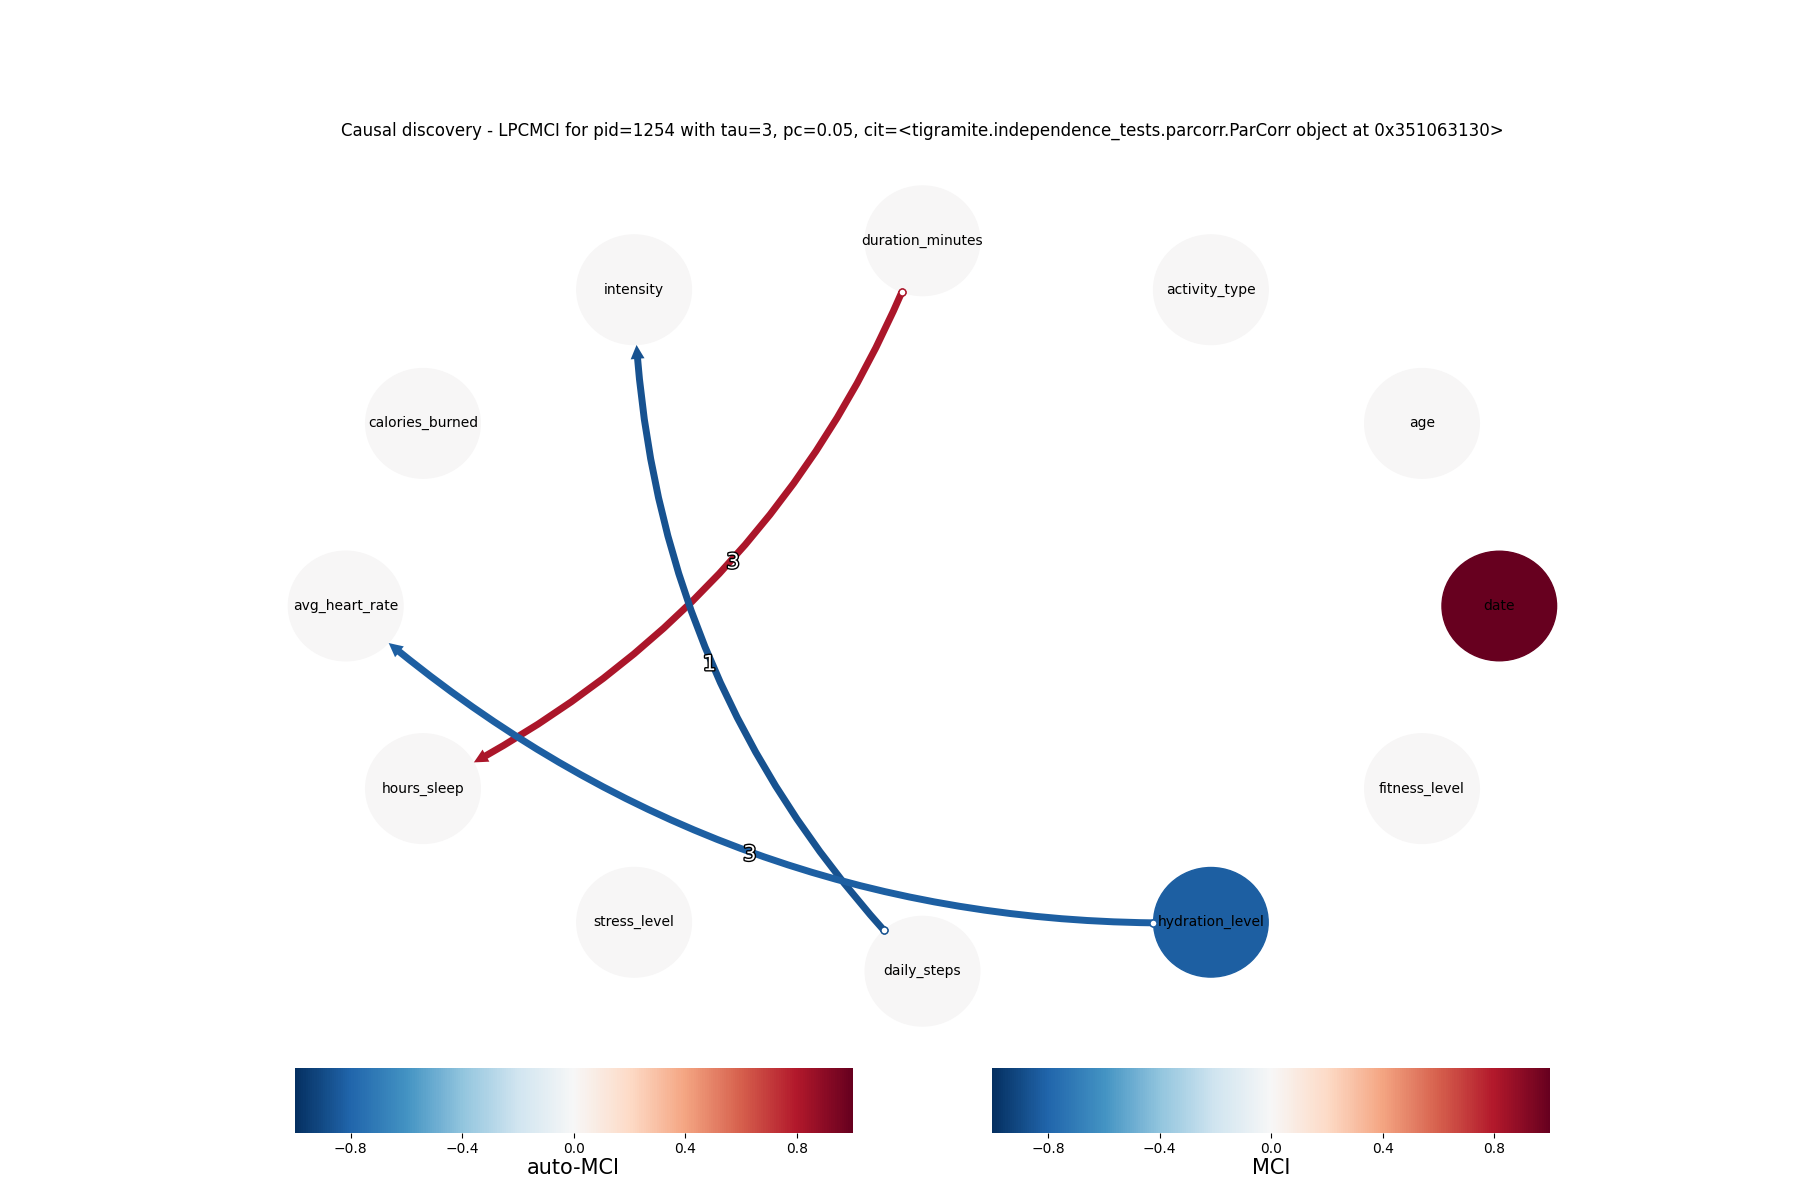 Causal discovery - LPCMCI for pid=1254 with tau=3, pc=0.05, cit=<tigramite.independence_tests.parcorr.ParCorr object at 0x351063130>
duration_minutes
intensity
activity_type
calories_burned
age
3
avg_heart_rate
date
1
hours_sleep
fitness_level
3
stress_level
hydration_level
daily_steps
−0.8 −0.4 0.0 0.4 0.8
auto-MCI
−0.8 −0.4 0.0 0.4 0.8
MCI